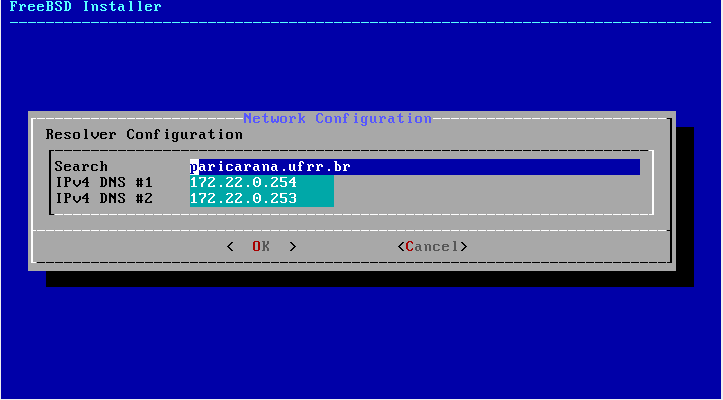 FreeBSD Installer
Network Configuration
Resolver Configuration
Search paricarana.ufrr.br
IPv4 DNS #1 172.22.0.254
IPv4 DNS #2 172.22.0.253
< OK > <Cancel>